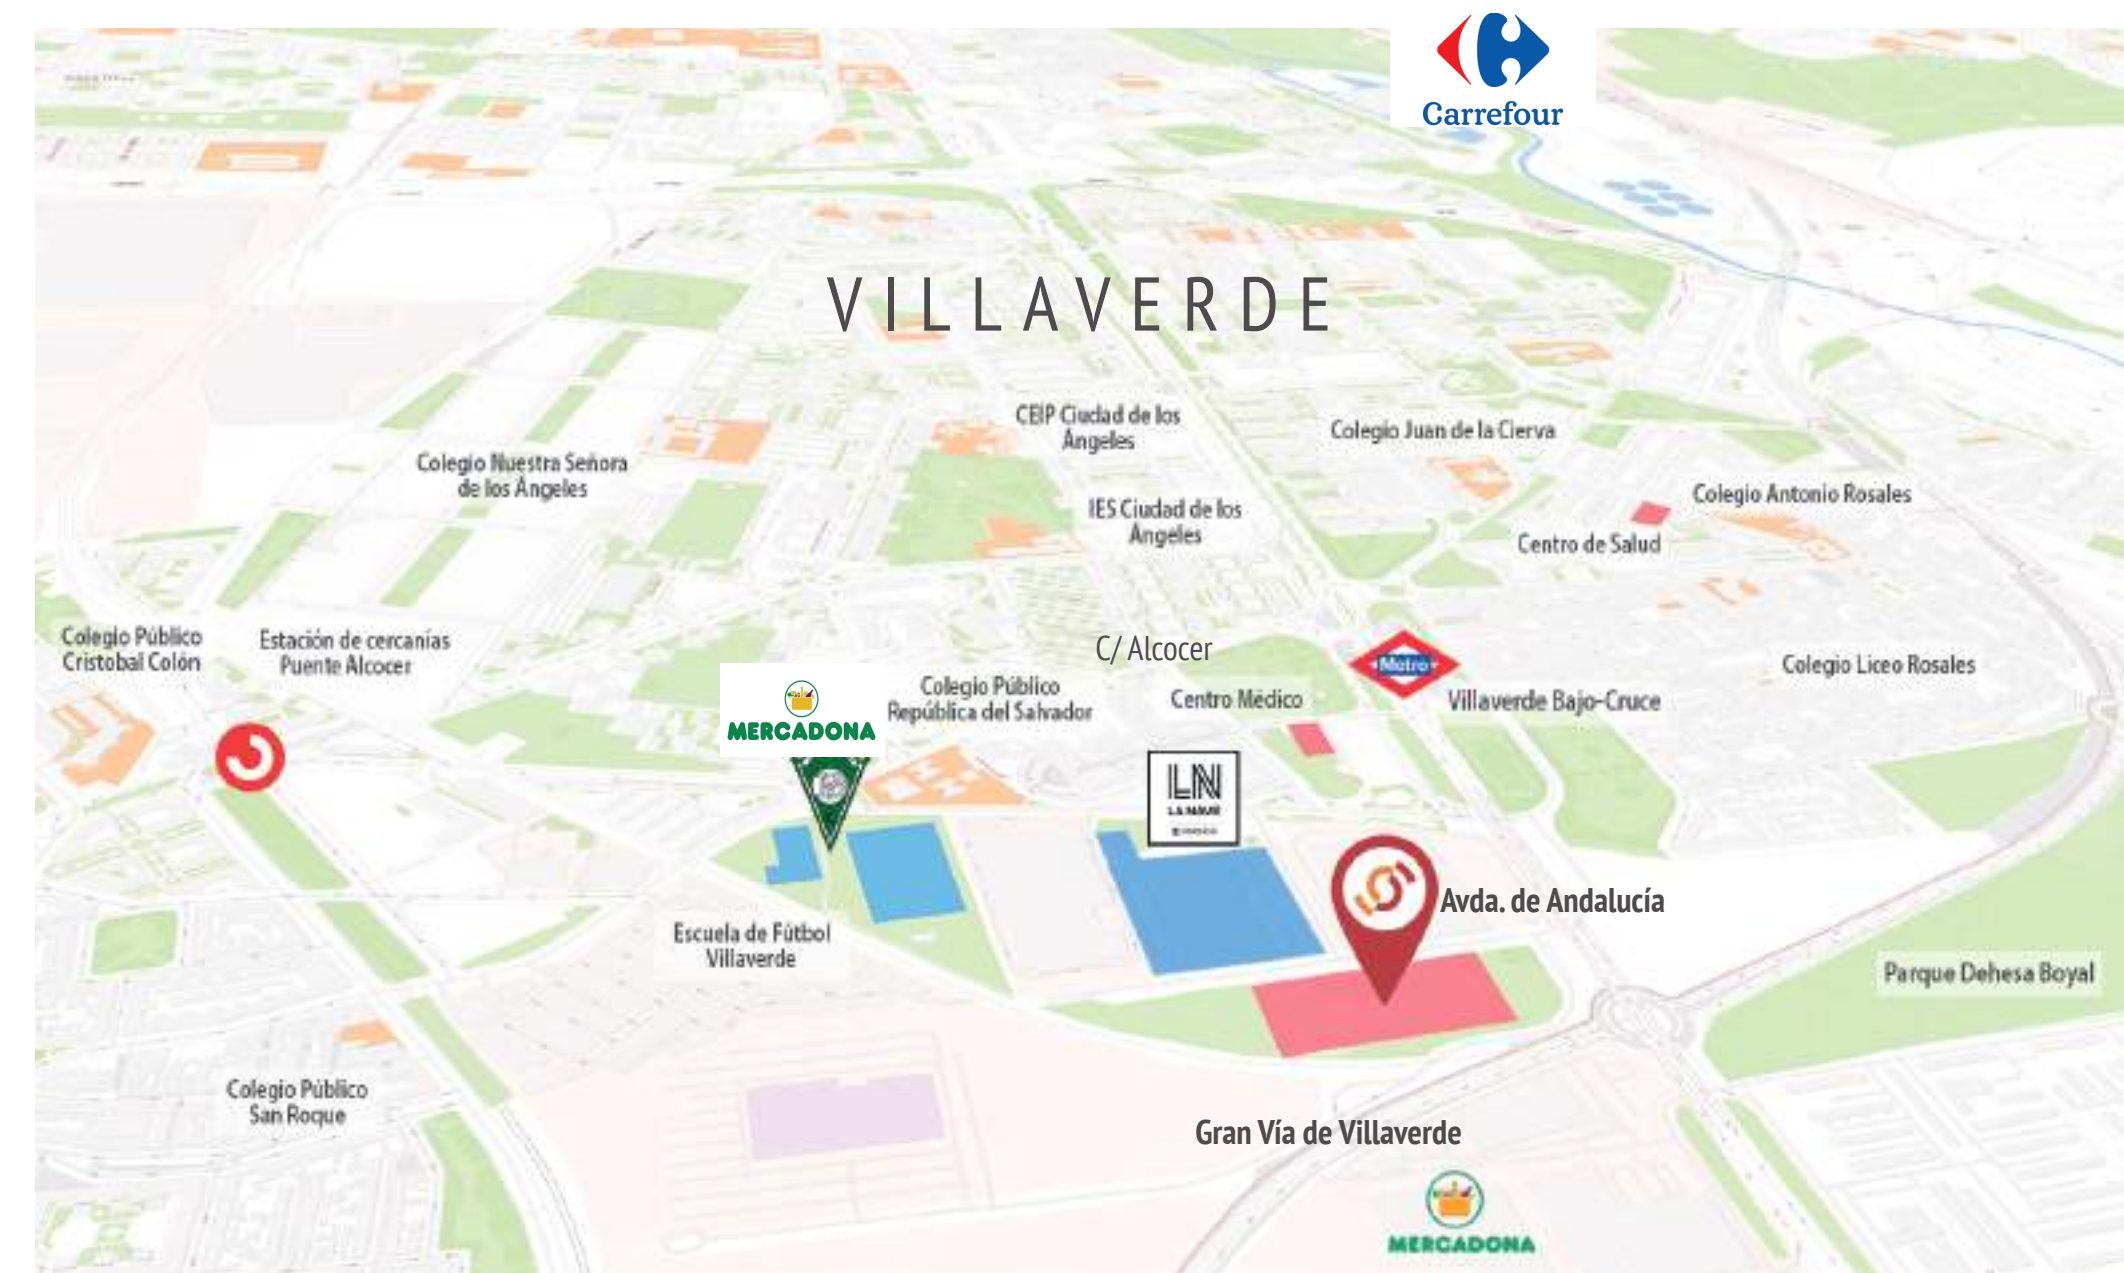 Carrefour
VILLAVERDE
CEIP Ciudad de los
Ángeles
Colegio Juan de la Cierva
Colegio Nuestra Señora
de los Ángeles
Colegio Antonio Rosales
IES Ciudad de los
Ángeles
Centro de Salud
Colegio Público
Cristobal Colón
Estación de cercanías
Puente Alcocer
C/ Alcocer
Metro
Colegio Liceo Rosales
MERCADONA
Colegio Público
República del Salvador
Centro Médico
Villaverde Bajo-Cruce
LN
LA NAVE
Avda. de Andalucía
Escuela de Fútbol
Villaverde
Parque Dehesa Boyal
Colegio Público
San Roque
Gran Vía de Villaverde
MERCADONA